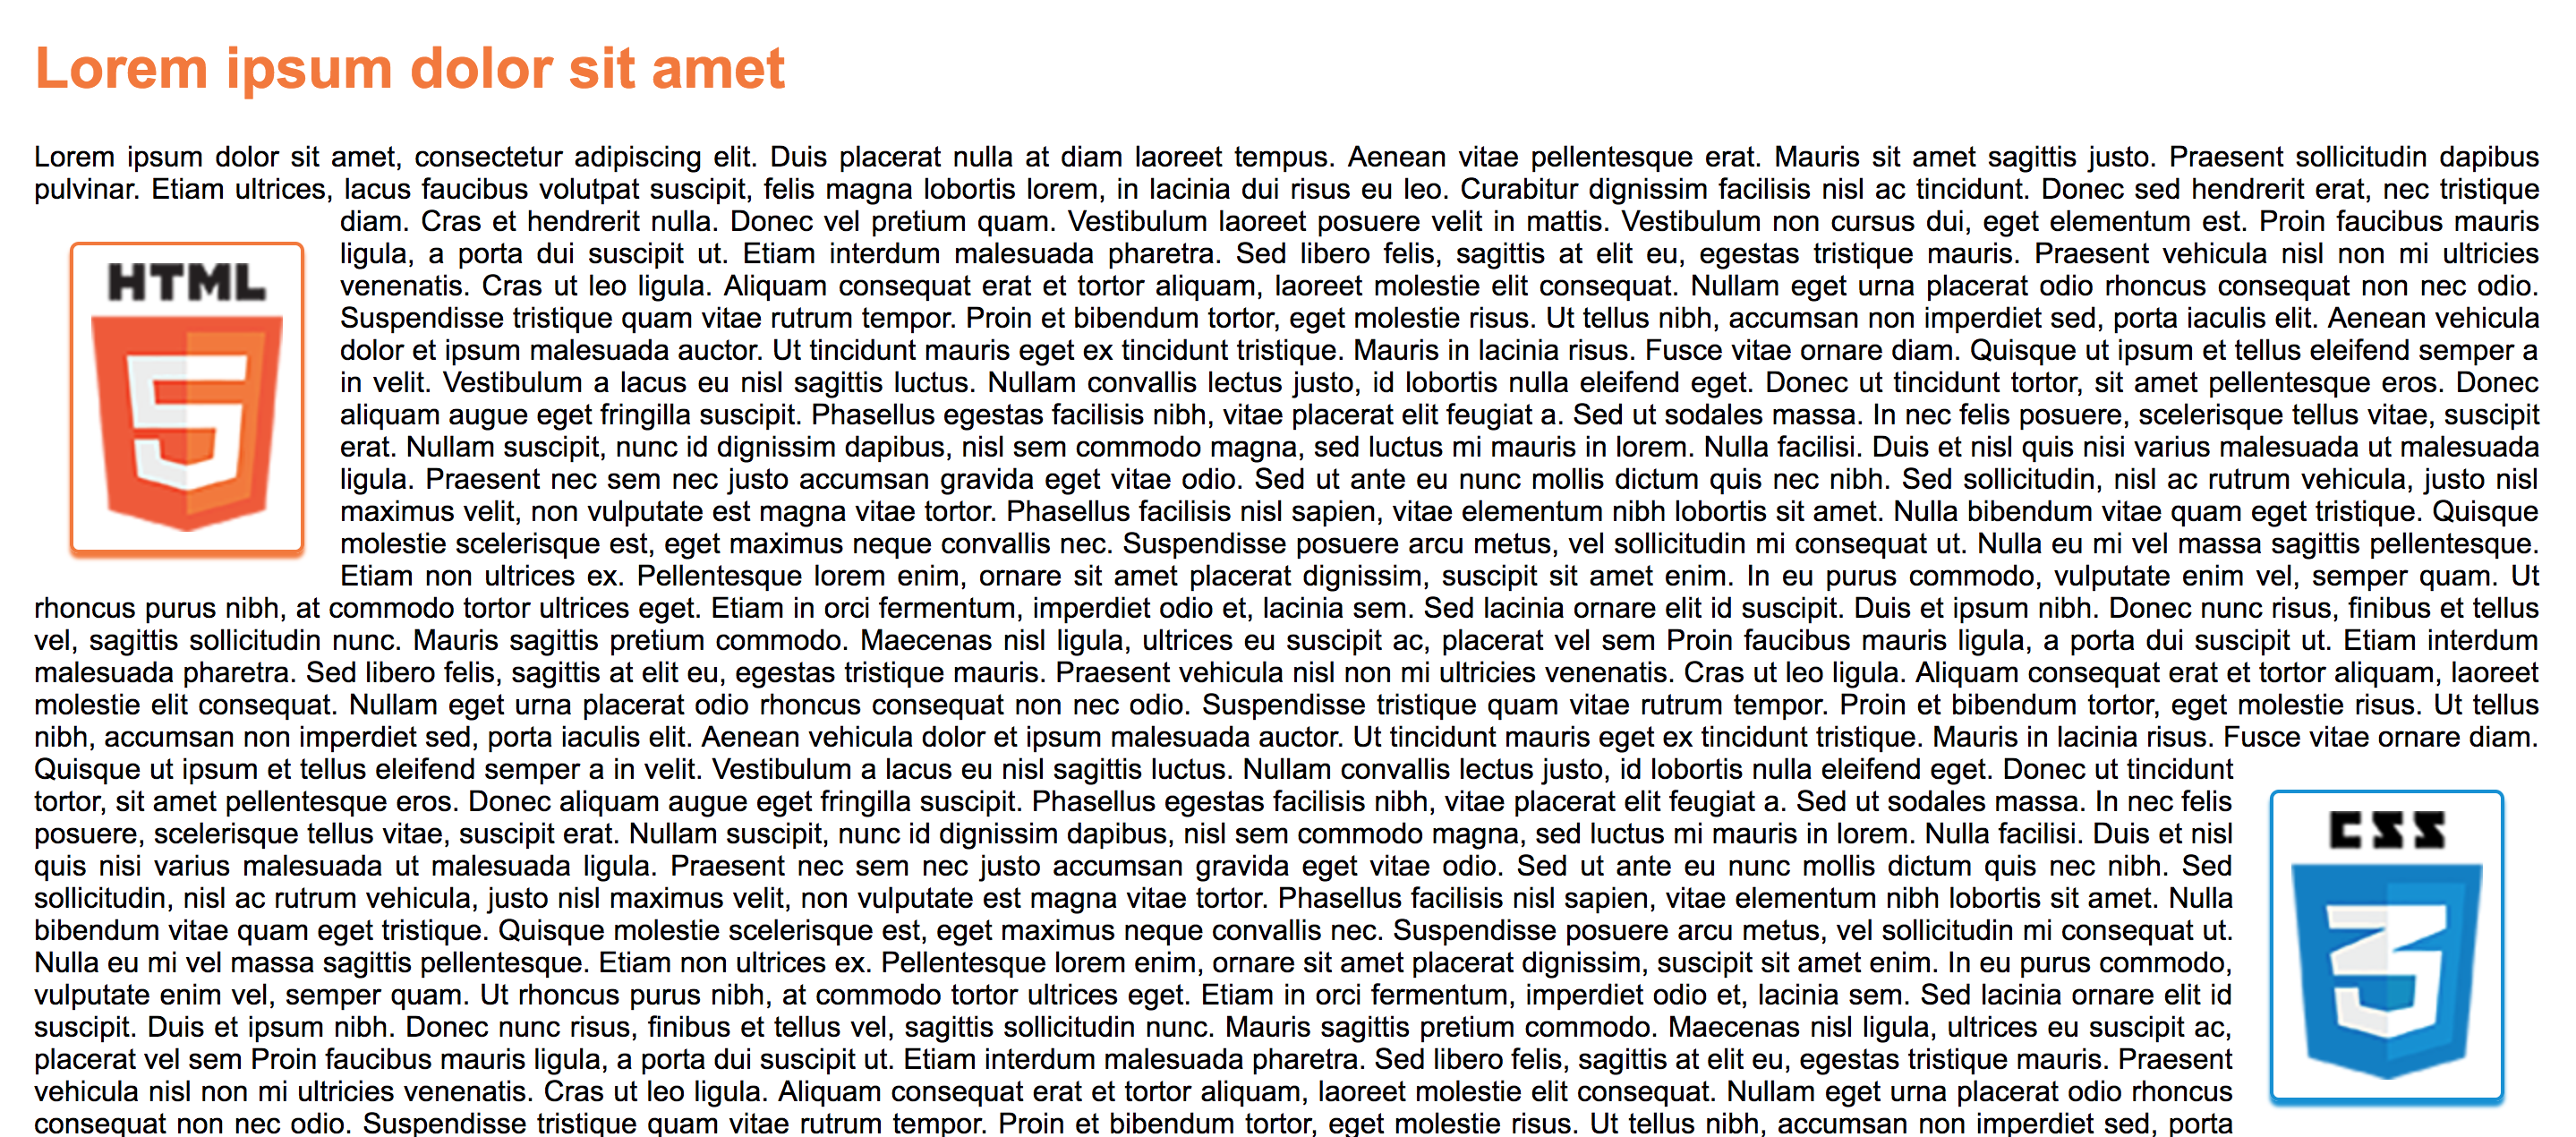 Lorem ipsum dolor sit amet
Lorem ipsum dolor sit amet, consectetur adipiscing elit. Duis placerat nulla at diam laoreet tempus. Aenean vitae pellentesque erat. Mauris sit amet sagittis justo. Praesent sollicitudin dapibus
pulvinar. Etiam ultrices, lacus faucibus volutpat suscipit, felis magna lobortis lorem, in lacinia dui risus eu leo. Curabitur dignissim facilisis nisl ac tincidunt. Donec sed hendrerit erat, nec tristique
diam. Cras et hendrerit nulla. Donec vel pretium quam. Vestibulum laoreet posuere velit in mattis. Vestibulum non cursus dui, eget elementum est. Proin faucibus mauris
ligula, a porta dui suscipit ut. Etiam interdum malesuada pharetra. Sed libero felis, sagittis at elit eu, egestas tristique mauris. Praesent vehicula nisl non mi ultricies
HTML
5
venenatis. Cras ut leo ligula. Aliquam consequat erat et tortor aliquam, laoreet molestie elit consequat. Nullam eget urna placerat odio rhoncus consequat non nec odio.
Suspendisse tristique quam vitae rutrum tempor. Proin et bibendum tortor, eget molestie risus. Ut tellus nibh, accumsan non imperdiet sed, porta iaculis elit. Aenean vehicula
dolor et ipsum malesuada auctor. Ut tincidunt mauris eget ex tincidunt tristique. Mauris in lacinia risus. Fusce vitae ornare diam. Quisque ut ipsum et tellus eleifend semper a
in velit. Vestibulum a lacus eu nisl sagittis luctus. Nullam convallis lectus justo, id lobortis nulla eleifend eget. Donec ut tincidunt tortor, sit amet pellentesque eros. Donec
aliquam augue eget fringilla suscipit. Phasellus egestas facilisis nibh, vitae placerat elit feugiat a. Sed ut sodales massa. In nec felis posuere, scelerisque tellus vitae, suscipit
erat. Nullam suscipit, nunc id dignissim dapibus, nisl sem commodo magna, sed luctus mi mauris in lorem. Nulla facilisi. Duis et nisl quis nisi varius malesuada ut malesuada
ligula. Praesent nec sem nec justo accumsan gravida eget vitae odio. Sed ut ante eu nunc mollis dictum quis nec nibh. Sed sollicitudin, nisl ac rutrum vehicula, justo nisl
maximus velit, non vulputate est magna vitae tortor. Phasellus facilisis nisl sapien, vitae elementum nibh lobortis sit amet. Nulla bibendum vitae quam eget tristique. Quisque
molestie scelerisque est, eget maximus neque convallis nec. Suspendisse posuere arcu metus, vel sollicitudin mi consequat ut. Nulla eu mi vel massa sagittis pellentesque.
Etiam non ultrices ex. Pellentesque lorem enim, ornare sit amet placerat dignissim, suscipit sit amet enim. In eu purus commodo, vulputate enim vel, semper quam. Ut
rhoncus purus nibh, at commodo tortor ultrices eget. Etiam in orci fermentum, imperdiet odio et, lacinia sem. Sed lacinia ornare elit id suscipit. Duis et ipsum nibh. Donec nunc risus, finibus et tellus
vel, sagittis sollicitudin nunc. Mauris sagittis pretium commodo. Maecenas nisl ligula, ultrices eu suscipit ac, placerat vel sem Proin faucibus mauris ligula, a porta dui suscipit ut. Etiam interdum
malesuada pharetra. Sed libero felis, sagittis at elit eu, egestas tristique mauris. Praesent vehicula nisl non mi ultricies venenatis. Cras ut leo ligula. Aliquam consequat erat et tortor aliquam, laoreet
molestie elit consequat. Nullam eget urna placerat odio rhoncus consequat non nec odio. Suspendisse tristique quam vitae rutrum tempor. Proin et bibendum tortor, eget molestie risus. Ut tellus
nibh, accumsan non imperdiet sed, porta iaculis elit. Aenean vehicula dolor et ipsum malesuada auctor. Ut tincidunt mauris eget ex tincidunt tristique. Mauris in lacinia risus. Fusce vitae ornare diam.
Quisque ut ipsum et tellus eleifend semper a in velit. Vestibulum a lacus eu nisl sagittis luctus. Nullam convallis lectus justo, id lobortis nulla eleifend eget. Donec ut tincidunt
tortor, sit amet pellentesque eros. Donec aliquam augue eget fringilla suscipit. Phasellus egestas facilisis nibh, vitae placerat elit feugiat a. Sed ut sodales massa. In nec felis
posuere, scelerisque tellus vitae, suscipit erat. Nullam suscipit, nunc id dignissim dapibus, nisl sem commodo magna, sed luctus mi mauris in lorem. Nulla facilisi. Duis et nisl
CSS
3
quis nisi varius malesuada ut malesuada ligula. Praesent nec sem nec justo accumsan gravida eget vitae odio. Sed ut ante eu nunc mollis dictum quis nec nibh. Sed
sollicitudin, nisl ac rutrum vehicula, justo nisl maximus velit, non vulputate est magna vitae tortor. Phasellus facilisis nisl sapien, vitae elementum nibh lobortis sit amet. Nulla
bibendum vitae quam eget tristique. Quisque molestie scelerisque est, eget maximus neque convallis nec. Suspendisse posuere arcu metus, vel sollicitudin mi consequat ut.
Nulla eu mi vel massa sagittis pellentesque. Etiam non ultrices ex. Pellentesque lorem enim, ornare sit amet placerat dignissim, suscipit sit amet enim. In eu purus commodo,
vulputate enim vel, semper quam. Ut rhoncus purus nibh, at commodo tortor ultrices eget. Etiam in orci fermentum, imperdiet odio et, lacinia sem. Sed lacinia ornare elit id
suscipit. Duis et ipsum nibh. Donec nunc risus, finibus et tellus vel, sagittis sollicitudin nunc. Mauris sagittis pretium commodo. Maecenas nisl ligula, ultrices eu suscipit ac,
placerat vel sem Proin faucibus mauris ligula, a porta dui suscipit ut. Etiam interdum malesuada pharetra. Sed libero felis, sagittis at elit eu, egestas tristique mauris. Praesent
vehicula nisl non mi ultricies venenatis. Cras ut leo ligula. Aliquam consequat erat et tortor aliquam, laoreet molestie elit consequat. Nullam eget urna placerat odio rhoncus
consequat non nec odio. Suspendisse tristique quam vitae rutrum tempor. Proin et bibendum tortor, eget molestie risus. Ut tellus nibh, accumsan non imperdiet sed, porta